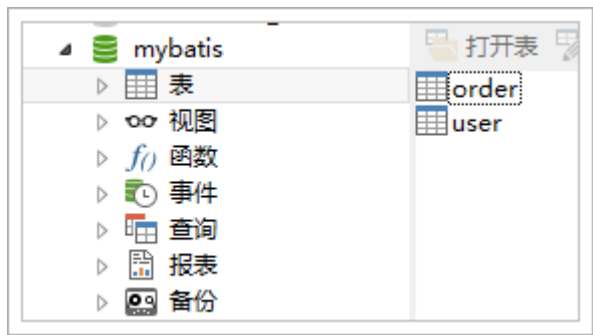 mybatis
表
视图
f()
函数
事件
查询
报表
备份
打开表
order
user